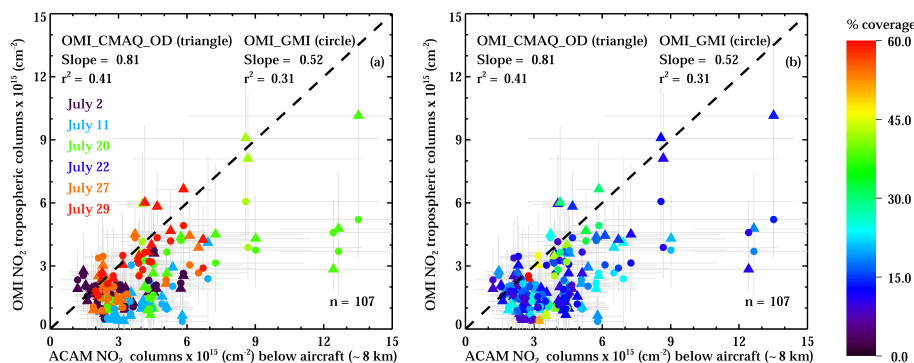 OMI_CMAQ_OD (triangle) OMI_GMI (circle)
Slope = 0.81 Slope = 0.52 (a)
r² = 0.41 r² = 0.31
July 2
July 11
July 20
July 22
July 27
July 29
n = 107
15
12
9
6
3
0
0 3 6 9 12 15
OMI NO₂ tropospheric columns x 10¹⁵ (cm⁻²)
ACAM NO₂ columns x 10¹⁵ (cm⁻²) below aircraft (~ 8 km)
OMI_CMAQ_OD (triangle) OMI_GMI (circle)
Slope = 0.81 Slope = 0.52 (b)
r² = 0.41 r² = 0.31
n = 107
15
12
9
6
3
0
0 3 6 9 12 15
OMI NO₂ tropospheric columns x 10¹⁵ (cm⁻²)
ACAM NO₂ columns x 10¹⁵ (cm⁻²) below aircraft (~ 8 km)
% coverage
60.0
45.0
30.0
15.0
0.0